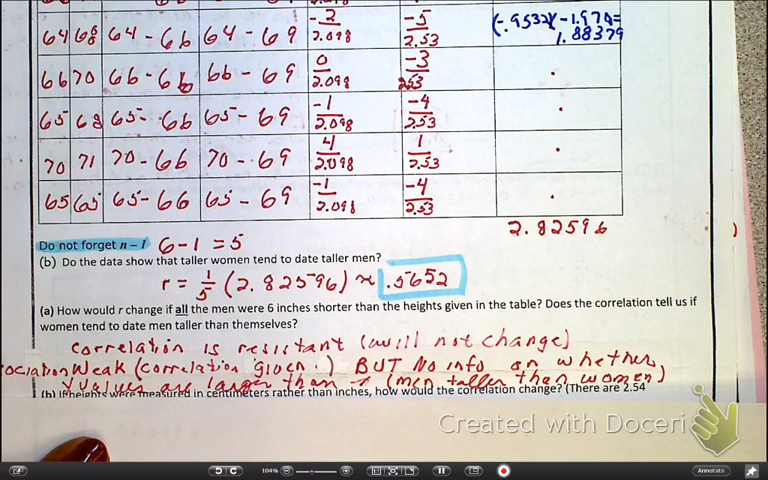 -2 -5 (-.9532)(-1.976=
64 68 64 - 66 64 - 69 2.098 2.53 1.88379
66 70 66 - 66 66 - 69 0/2.098 -3/2.53 .
65 68 65 - 66 65 - 69 -1/2.098 -4/2.53 .
70 71 70 - 66 70 - 69 4/2.098 1/2.53 .
65 65 65 - 66 65 - 69 -1/2.098 -4/2.53 .
2.82596
Do not forget n – 1 6 - 1 = 5
(b) Do the data show that taller women tend to date taller men?
r = 1/5 (2.82596) ≈ .5652
(a) How would r change if all the men were 6 inches shorter than the heights given in the table? Does the correlation tell us if
women tend to date men taller than themselves?
Correlation is resistant (will not change)
ociation Weak (correlation given.) BUT No info on whether
y values are larger than x (men taller than women)
(b) If heights were measured in centimeters rather than inches, how would the correlation change? (There are 2.54
Created with Doceri
104%
Annotate